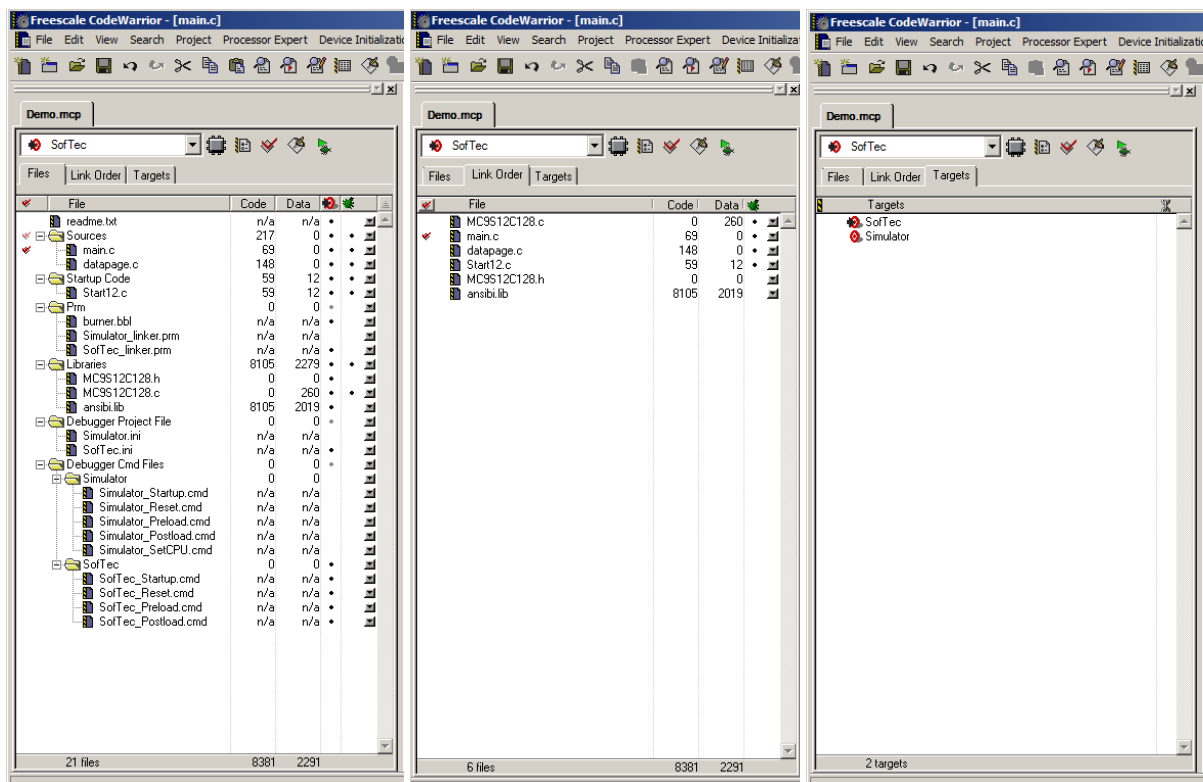 Freescale CodeWarrior - [main.c]
File Edit View Search Project Processor Expert Device Initializatio
Demo.mcp
SofTec
Files Link Order Targets
File Code Data
readme.txt n/a n/a
Sources 217 0
main.c 69 0
datapage.c 148 0
Startup Code 59 12
Start12.c 59 12
Prm 0 0
burner.bbl n/a n/a
Simulator_linker.prm n/a n/a
SofTec_linker.prm n/a n/a
Libraries 8105 2279
MC9S12C128.h 0 0
MC9S12C128.c 0 260
ansibi.lib 8105 2019
Debugger Project File 0 0
Simulator.ini n/a n/a
SofTec.ini n/a n/a
Debugger Cmd Files 0 0
Simulator 0 0
Simulator_Startup.cmd n/a n/a
Simulator_Reset.cmd n/a n/a
Simulator_Preload.cmd n/a n/a
Simulator_Postload.cmd n/a n/a
Simulator_SetCPU.cmd n/a n/a
SofTec 0 0
SofTec_Startup.cmd n/a n/a
SofTec_Reset.cmd n/a n/a
SofTec_Preload.cmd n/a n/a
SofTec_Postload.cmd n/a n/a
21 files 8381 2291
Freescale CodeWarrior - [main.c]
File Edit View Search Project Processor Expert Device Initializa
Demo.mcp
SofTec
Files Link Order Targets
File Code Data
MC9S12C128.c 0 260
main.c 69 0
datapage.c 148 0
Start12.c 59 12
MC9S12C128.h 0 0
ansibi.lib 8105 2019
6 files 8381 2291
Freescale CodeWarrior - [main.c]
File Edit View Search Project Processor Expert Device Initializati
Demo.mcp
SofTec
Files Link Order Targets
Targets
SofTec
Simulator
2 targets